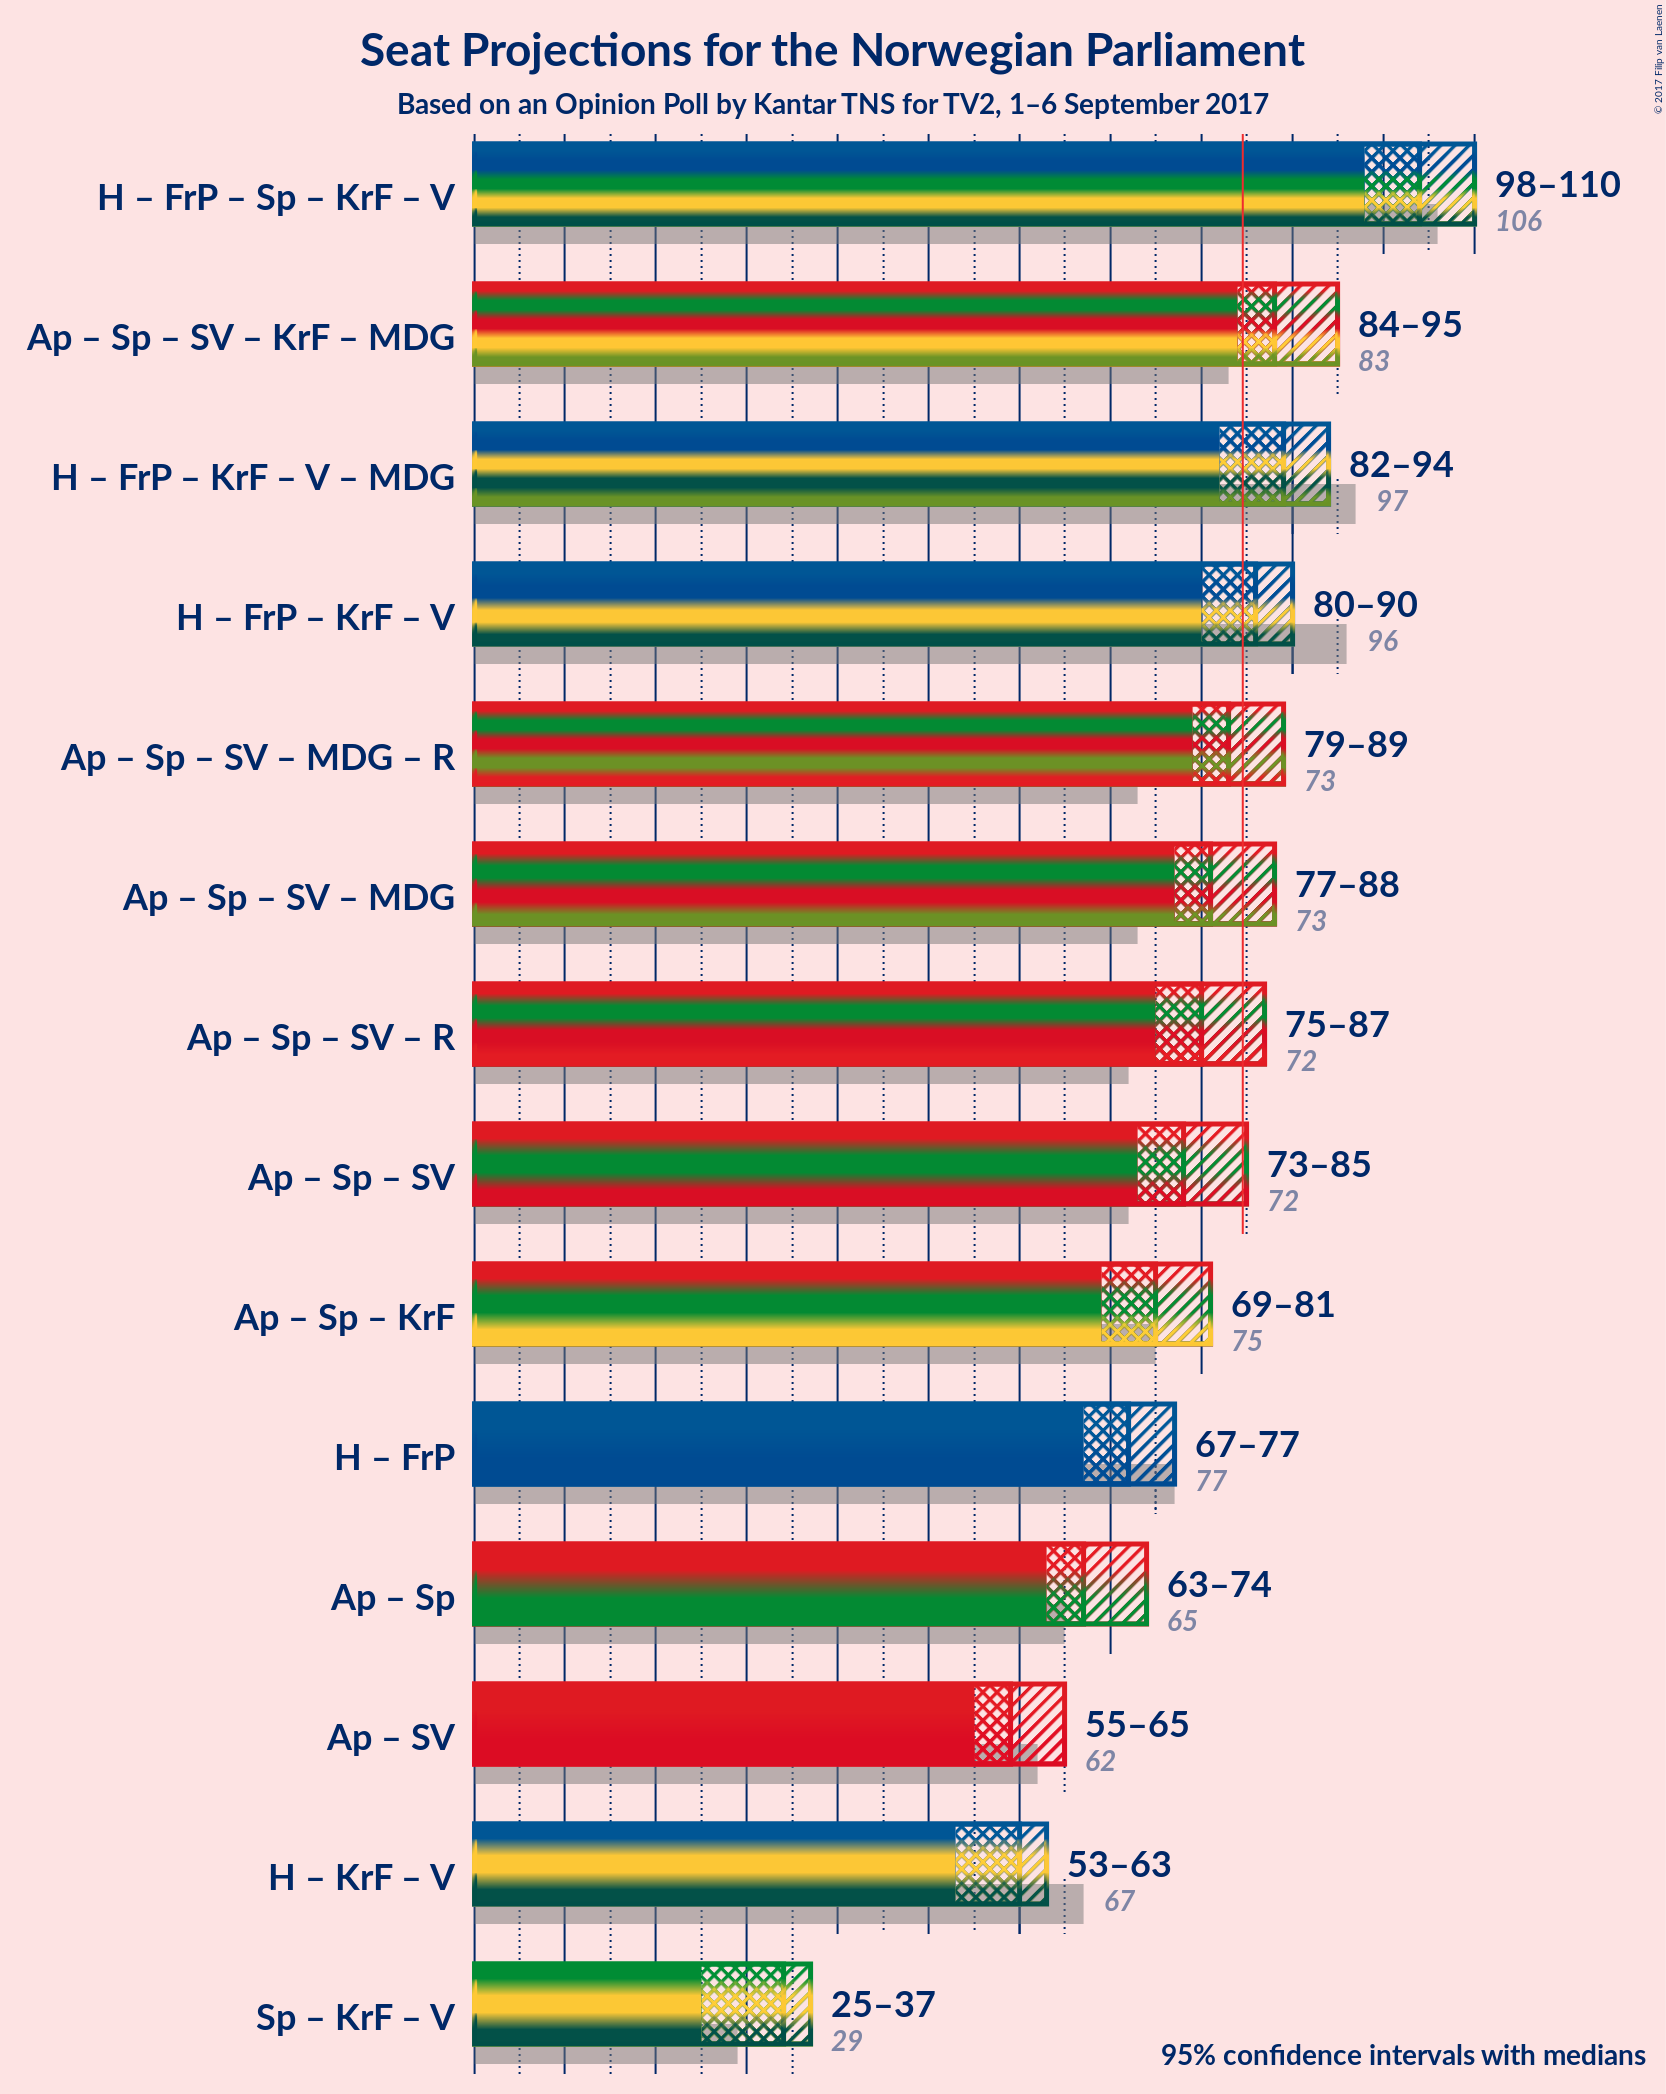 Seat Projections for the Norwegian Parliament
Based on an Opinion Poll by Kantar TNS for TV2, 1–6 September 2017
© 2017 Filip van Laenen
H – FrP – Sp – KrF – V
98–110
106
Ap – Sp – SV – KrF – MDG
84–95
83
H – FrP – KrF – V – MDG
82–94
97
H – FrP – KrF – V
80–90
96
Ap – Sp – SV – MDG – R
79–89
73
Ap – Sp – SV – MDG
77–88
73
Ap – Sp – SV – R
75–87
72
Ap – Sp – SV
73–85
72
Ap – Sp – KrF
69–81
75
H – FrP
67–77
77
Ap – Sp
63–74
65
Ap – SV
55–65
62
H – KrF – V
53–63
67
Sp – KrF – V
25–37
29
95% confidence intervals with medians